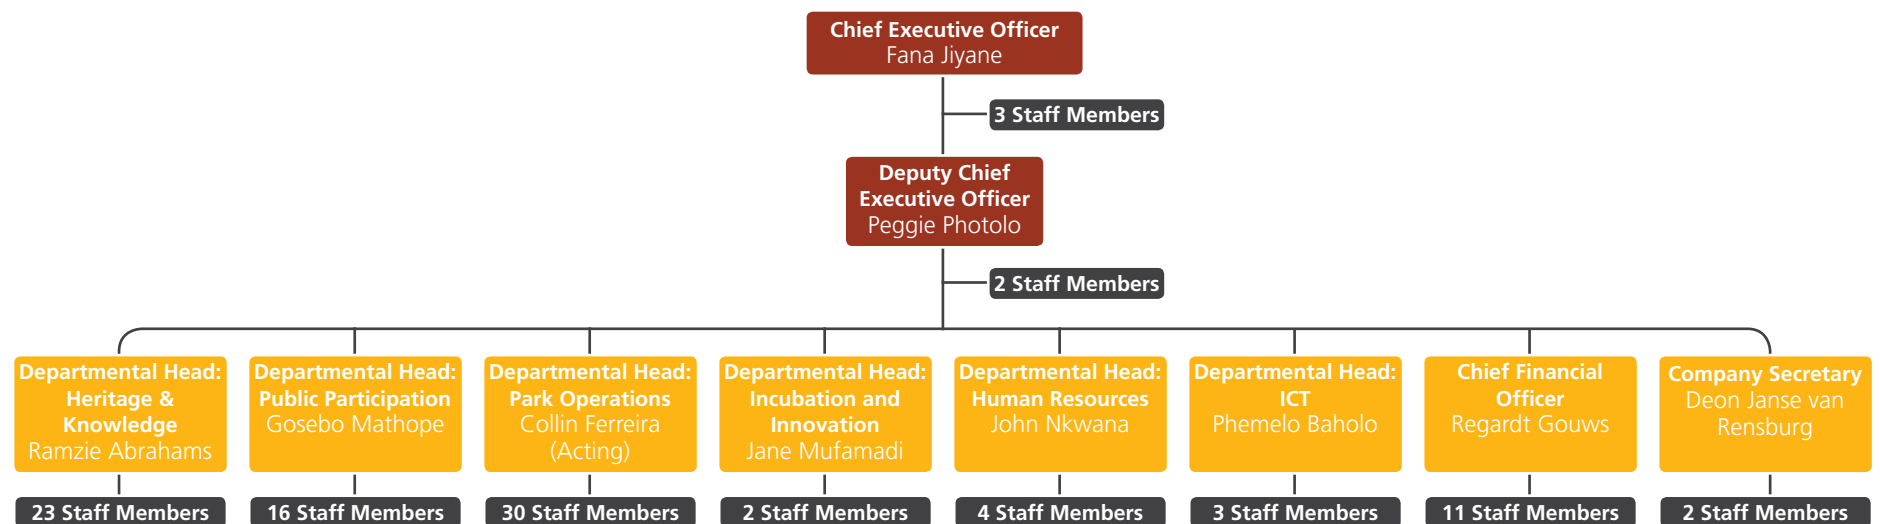 Chief Executive Officer
Fana Jiyane
3 Staff Members
Deputy Chief
Executive Officer
Peggie Photolo
2 Staff Members
Departmental Head:
Heritage &
Knowledge
Ramzie Abrahams
23 Staff Members
Departmental Head:
Public Participation
Gosebo Mathope
16 Staff Members
Departmental Head:
Park Operations
Collin Ferreira
(Acting)
30 Staff Members
Departmental Head:
Incubation and
Innovation
Jane Mufamadi
2 Staff Members
Departmental Head:
Human Resources
John Nkwana
4 Staff Members
Departmental Head:
ICT
Phemelo Baholo
3 Staff Members
Chief Financial
Officer
Regardt Gouws
11 Staff Members
Company Secretary
Deon Janse van
Rensburg
2 Staff Members